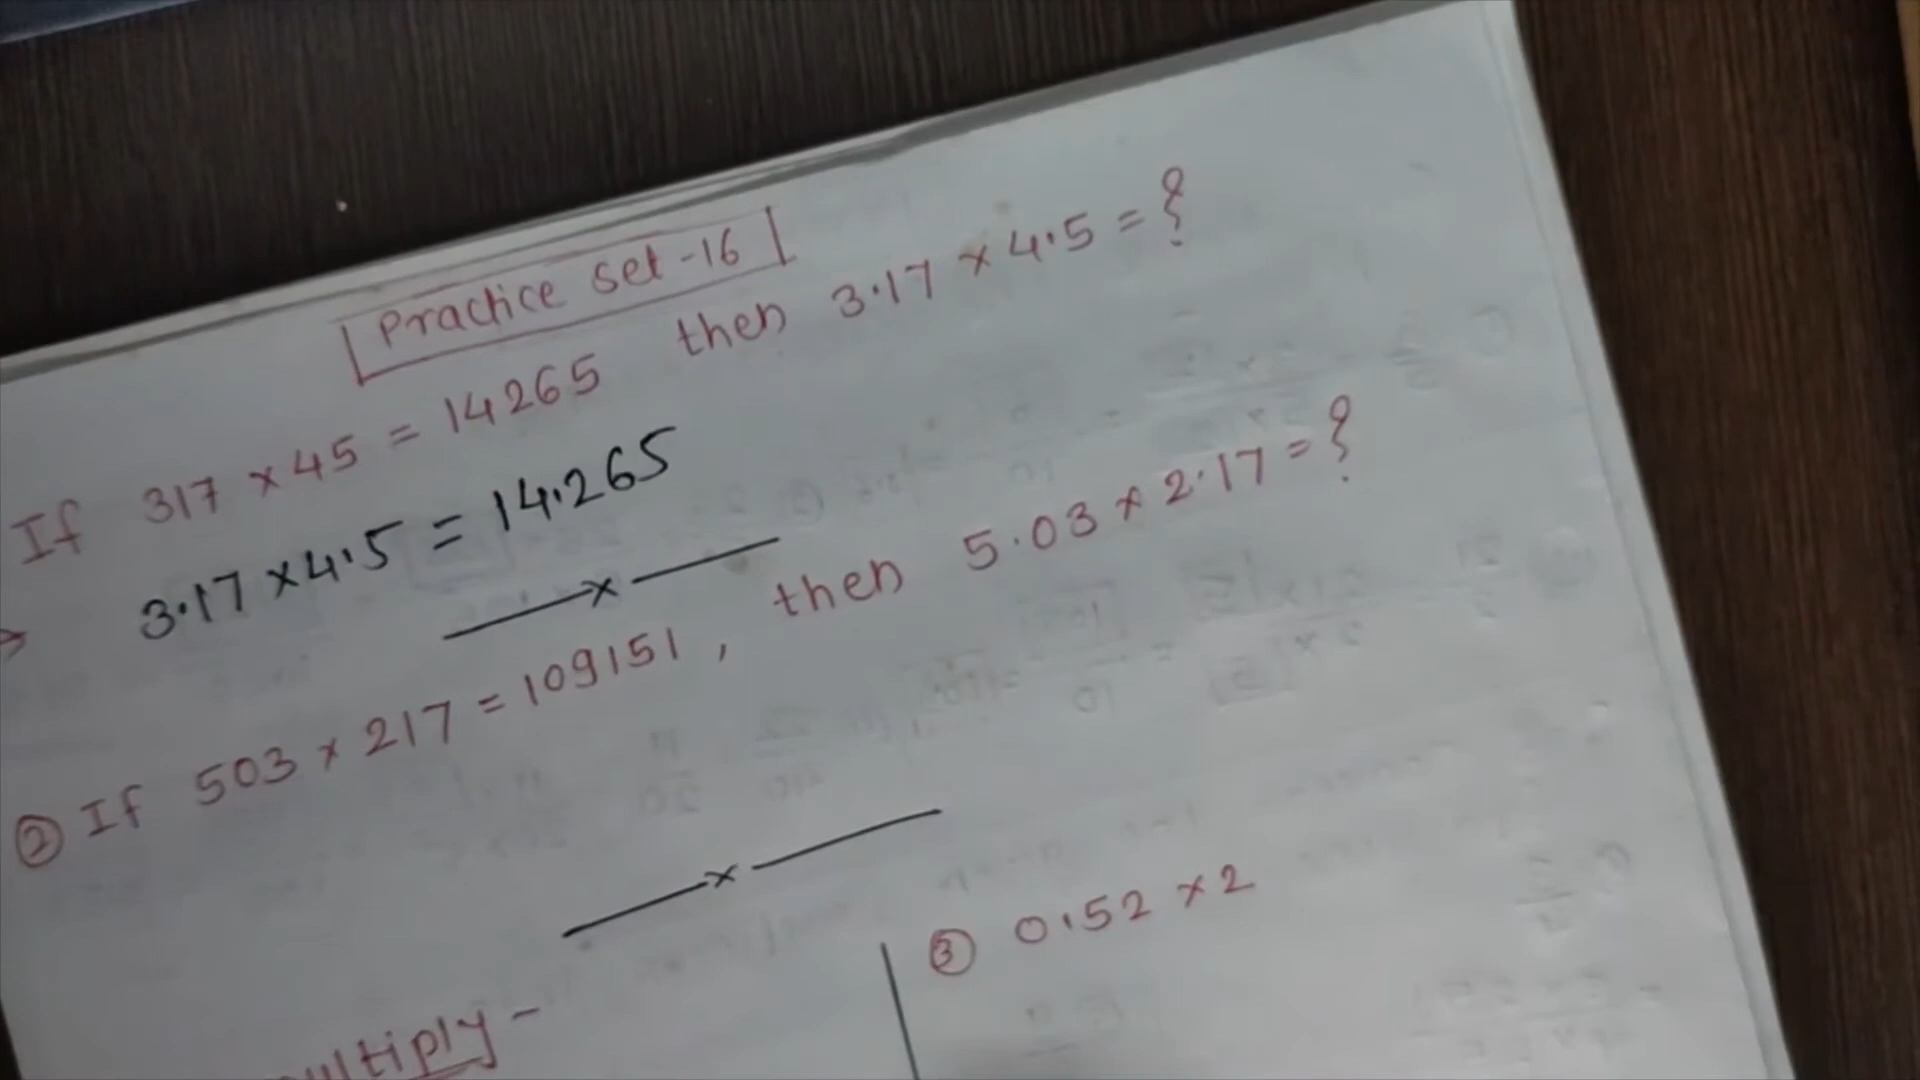 Practice Set-16
If 317 × 45 = 14265 then 3.17 × 4.5 = ?
3.17 × 4.5 = 14.265
—x—
② If 503 × 217 = 109151, then 5.03 × 2.17 = ?
—x—
ultiply-
③ 0.52 × 2